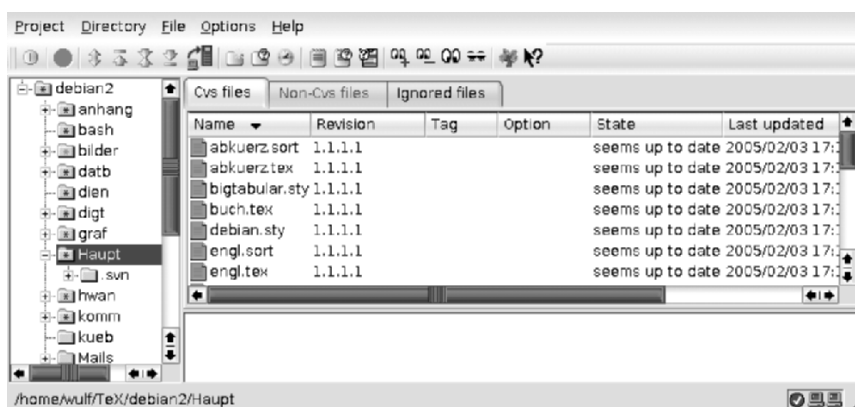 Project Directory File Options Help
debian2
anhang
bash
bilder
datb
dien
digt
graf
Haupt
.svn
hwan
komm
kueb
Mails
Cvs files Non-Cvs files Ignored files
Name Revision Tag Option State Last updated
abkuerz.sort 1.1.1.1 seems up to date 2005/02/03 17:1
abkuerz.tex 1.1.1.1 seems up to date 2005/02/03 17:1
bigtabular.sty 1.1.1.1 seems up to date 2005/02/03 17:1
buch.tex 1.1.1.1 seems up to date 2005/02/03 17:1
debian.sty 1.1.1.1 seems up to date 2005/02/03 17:1
engl.sort 1.1.1.1 seems up to date 2005/02/03 17:1
engl.tex 1.1.1.1 seems up to date 2005/02/03 17:1
/home/wulf/TeX/debian2/Haupt